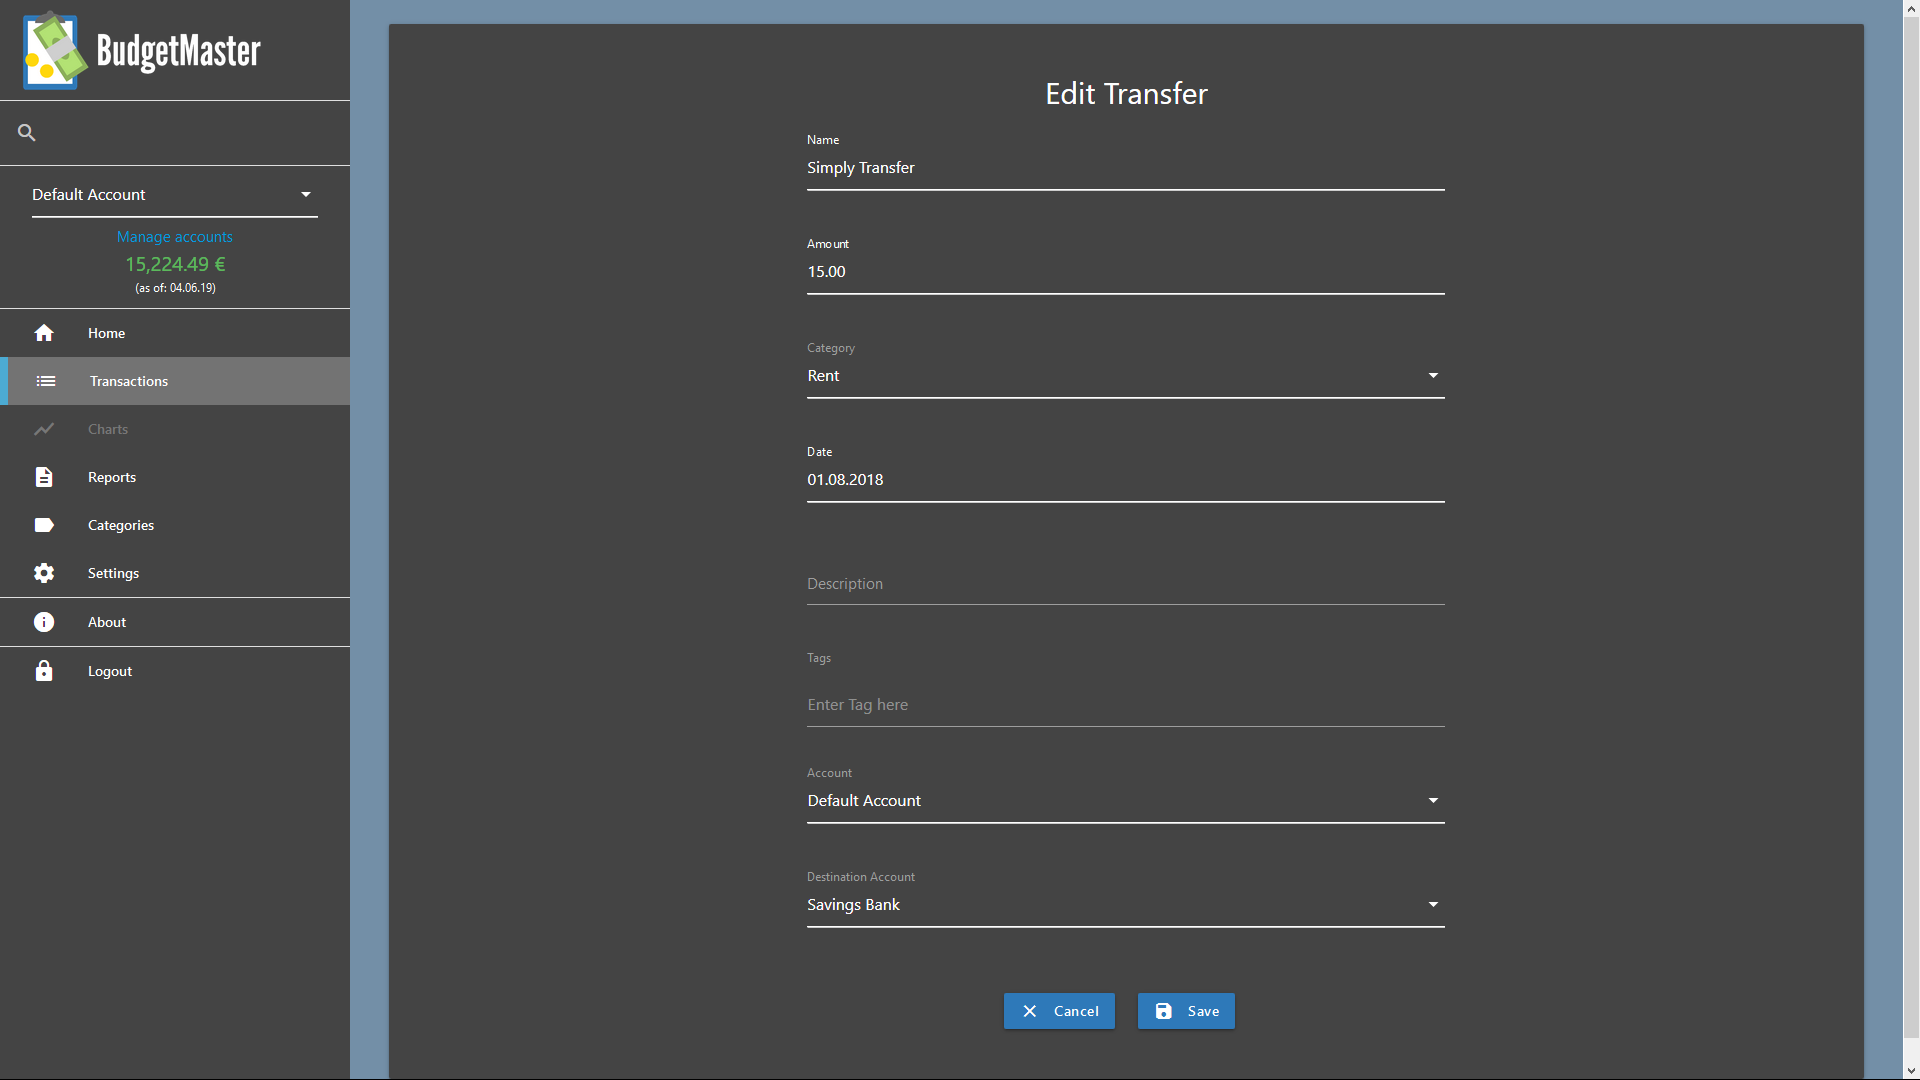 BudgetMaster
Default Account
Manage accounts
15,224.49 €
(as of: 04.06.19)
Home
Transactions
Charts
Reports
Categories
Settings
About
Logout
Edit Transfer
Name
Simply Transfer
Amount
15.00
Category
Rent
Date
01.08.2018
Description
Tags
Enter Tag here
Account
Default Account
Destination Account
Savings Bank
Cancel
Save